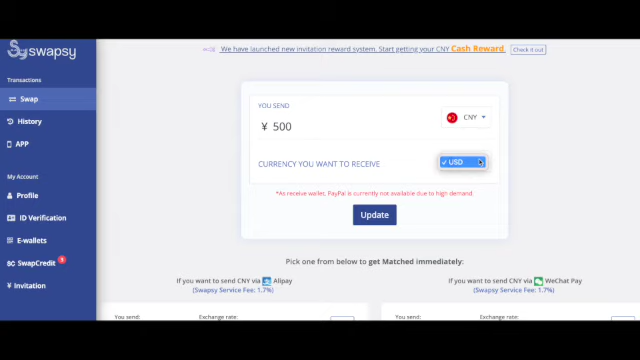 swapsy
We have launched new invitation reward system. Start getting your CNY Cash Reward. Check it out
Transactions
Swap
History
APP
My Account
Profile
ID Verification
E-wallets
SwapCredit
Invitation
YOU SEND
¥ 500
CNY
CURRENCY YOU WANT TO RECEIVE
✓ USD
*As receive wallet, PayPal is currently not available due to high demand.
Update
Pick one from below to get Matched immediately:
If you want to send CNY via Alipay
(Swapsy Service Fee: 1.7%)
You send:
Exchange rate:
If you want to send CNY via WeChat Pay
(Swapsy Service Fee: 1.7%)
You send:
Exchange rate: